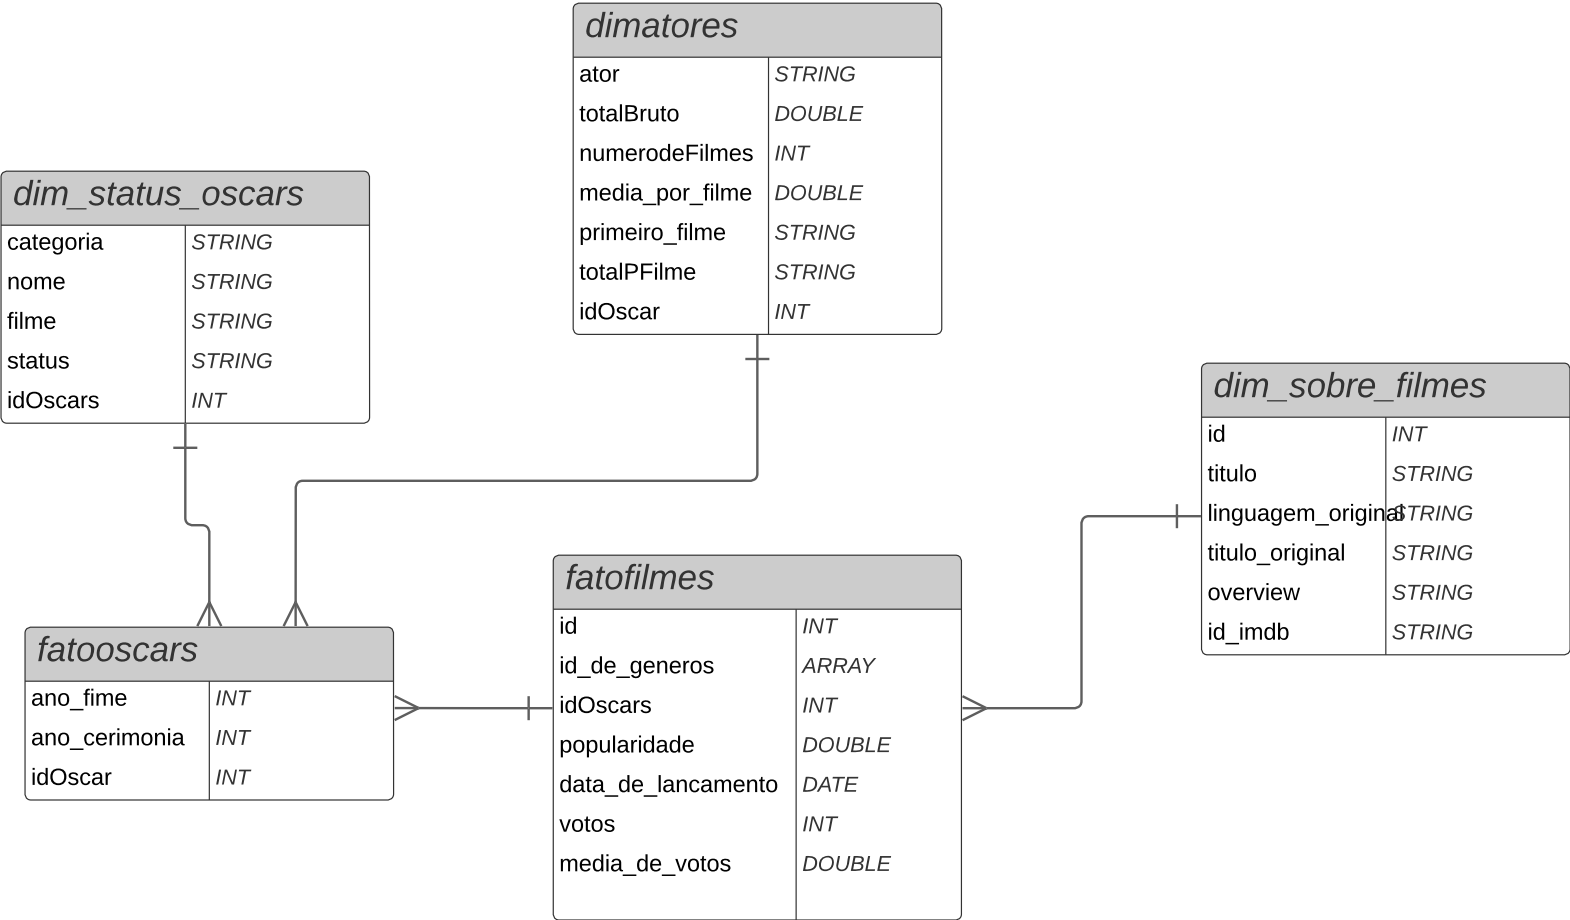 dimatores
ator STRING
totalBruto DOUBLE
numerodeFilmes INT
media_por_filme DOUBLE
primeiro_filme STRING
totalPFilme STRING
idOscar INT
dim_status_oscars
categoria STRING
nome STRING
filme STRING
status STRING
idOscars INT
dim_sobre_filmes
id INT
titulo STRING
linguagem_original STRING
titulo_original STRING
overview STRING
id_imdb STRING
fatooscars
ano_fime INT
ano_cerimonia INT
idOscar INT
fatofilmes
id INT
id_de_generos ARRAY
idOscars INT
popularidade DOUBLE
data_de_lancamento DATE
votos INT
media_de_votos DOUBLE